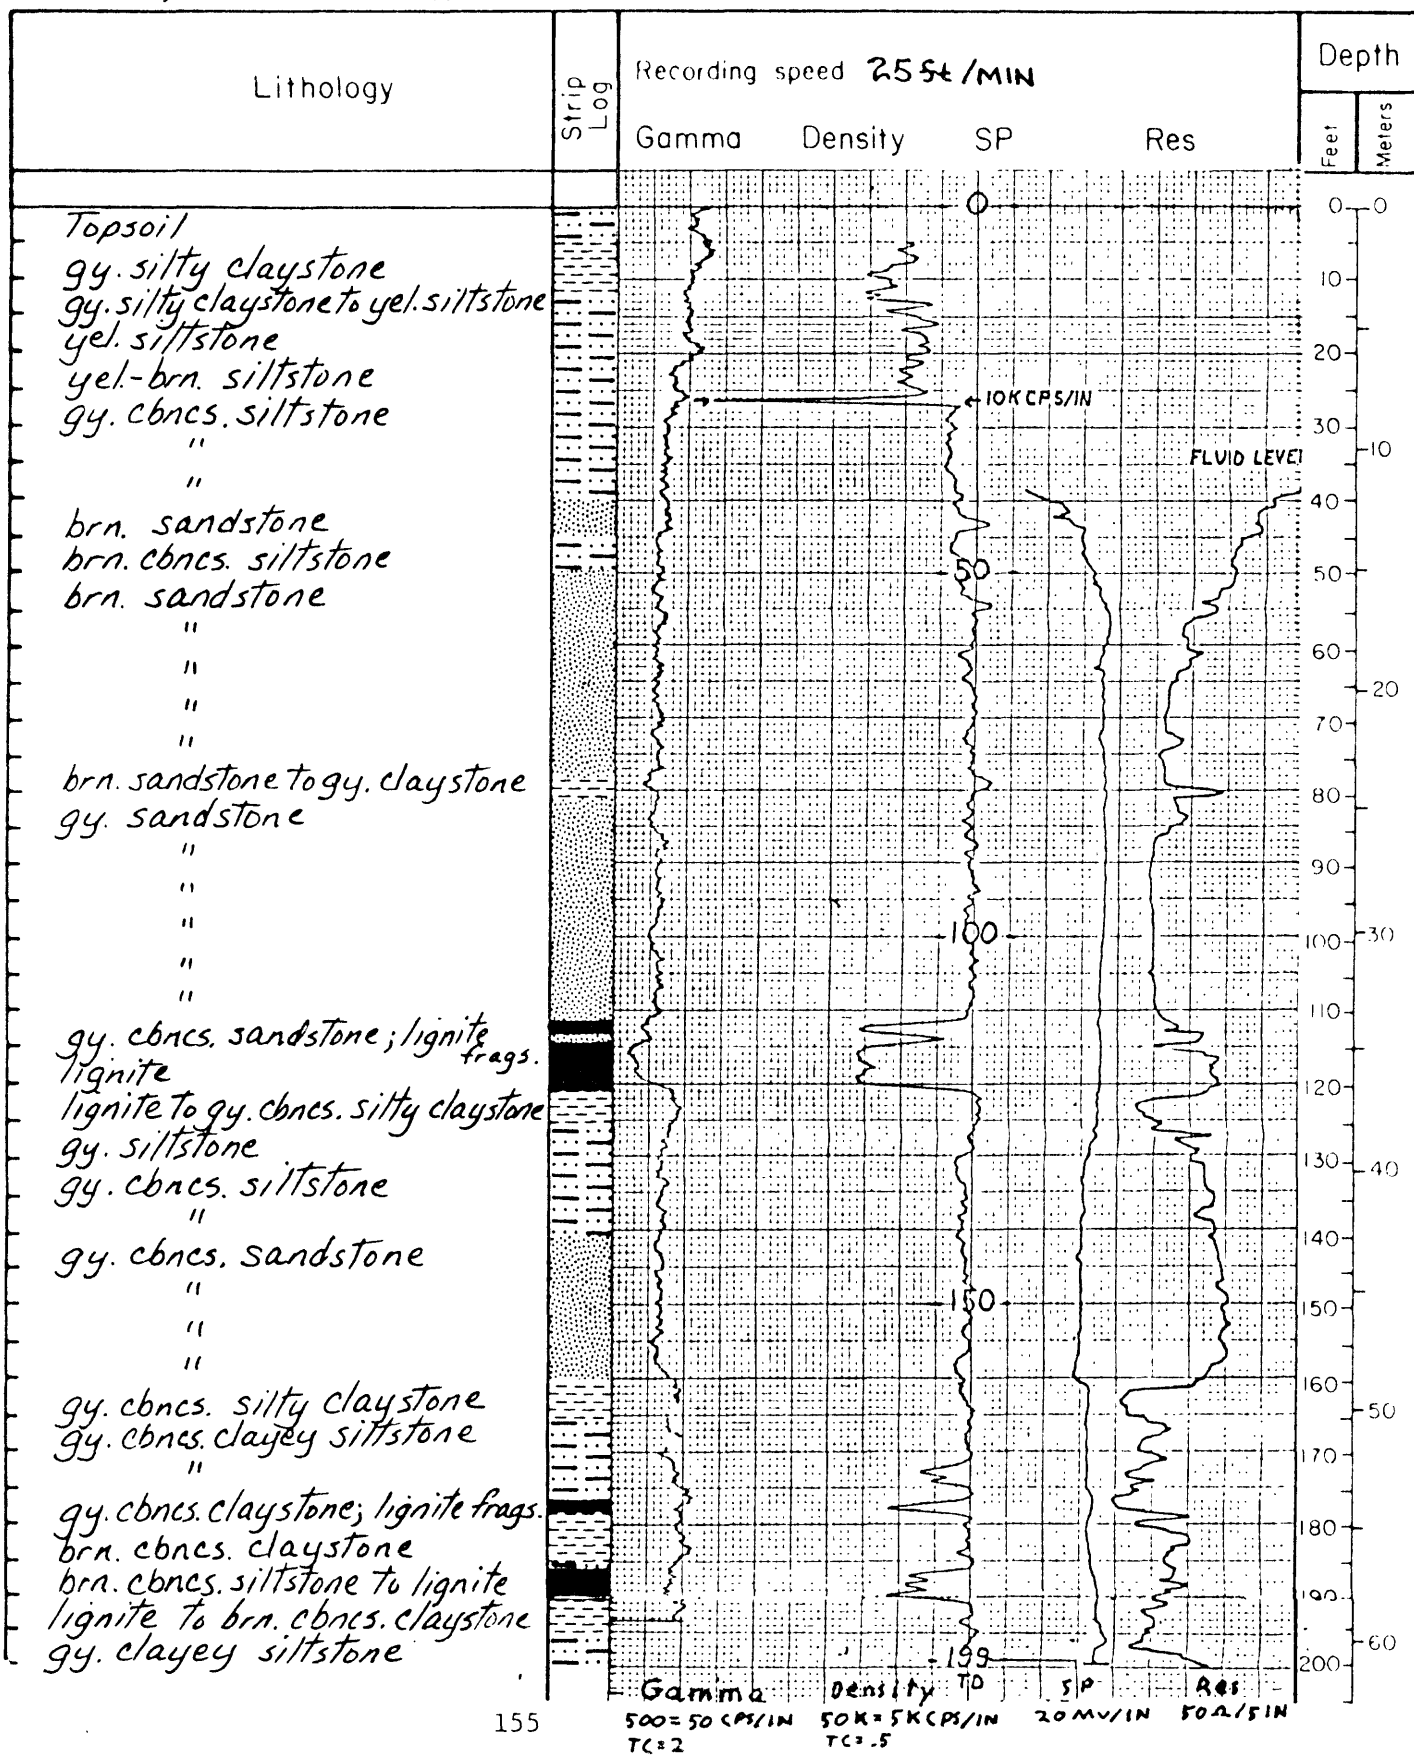 Lithology
Strip Log
Recording speed 25 ft/MIN
Gamma Density SP Res
Depth
Feet Meters
Topsoil
gy. silty claystone
gy. silty claystone to yel. siltstone
yel. siltstone
yel.-brn. siltstone
gy. cbncs. siltstone
"
"
brn. sandstone
brn. cbncs. siltstone
brn. sandstone
"
"
"
"
brn. sandstone to gy. claystone
gy. sandstone
"
"
"
"
"
gy. cbncs. sandstone; lignite frags.
lignite
lignite to gy. cbncs. silty claystone
gy. siltstone
gy. cbncs. siltstone
"
gy. cbncs. sandstone
"
"
"
gy. cbncs. silty claystone
gy. cbncs. clayey siltstone
"
gy. cbncs. claystone; lignite frags.
brn. cbncs. claystone
brn. cbncs. siltstone to lignite
lignite to brn. cbncs. claystone
gy. clayey siltstone
0
10K CPS/IN
FLUID LEVEL
50
100
150
199
TD
0
10
20
30
40
50
60
70
80
90
100
110
120
130
140
150
160
170
180
190
200
0
10
20
30
40
50
60
Gamma Density SP Res
500=50 CPS/IN 50K=5K CPS/IN 20 MV/IN 50Ω/5IN
TC=2 TC=.5
155